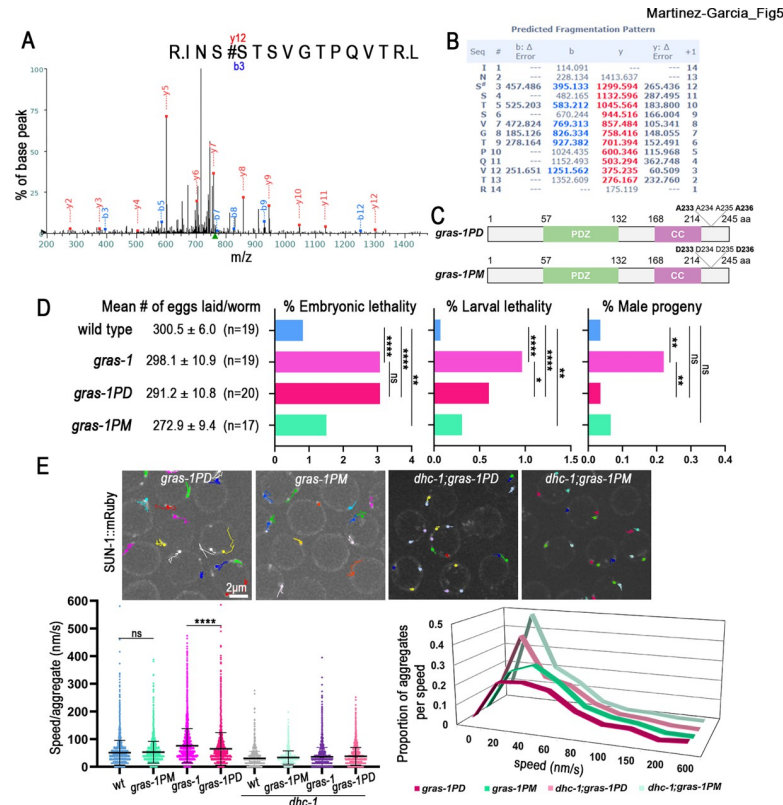 Martinez-Garcia_Fig5
A
y12
R.INS#STSVGTPQVTR.L
b3
% of base peak
100
75
50
25
0
y2
y3
b3
y4
b5
y5
y6
y7
b7
b8
y8
b9
y9
y10
y11
b12
y12
200 400 600 800 1000 1200 1400
m/z
B
Predicted Fragmentation Pattern
Seq # b: Δ Error b y y: Δ Error +1
I 1 --- 114.091 --- --- 14
N 2 --- 228.134 1413.637 --- 13
S# 3 457.486 395.133 1299.594 265.436 12
S 4 --- 482.165 1132.596 287.495 11
T 5 525.203 583.212 1045.564 183.800 10
S 6 --- 670.244 944.516 166.004 9
V 7 472.824 769.313 857.484 105.341 8
G 8 185.126 826.334 758.416 148.055 7
T 9 278.164 927.382 701.394 152.491 6
P 10 --- 1024.435 600.346 115.968 5
Q 11 --- 1152.493 503.294 362.748 4
V 12 251.651 1251.562 375.235 60.509 3
T 13 --- 1352.609 276.167 232.760 2
R 14 --- --- 175.119 --- 1
C
A233 A234 A235 A236
1 57 132 168 214 245 aa
gras-1PD PDZ CC
D233 D234 D235 D236
1 57 132 168 214 245 aa
gras-1PM PDZ CC
D
Mean # of eggs laid/worm
% Embryonic lethality
% Larval lethality
% Male progeny
wild type 300.5 ± 6.0 (n=19)
gras-1 298.1 ± 10.9 (n=19)
gras-1PD 291.2 ± 10.8 (n=20)
gras-1PM 272.9 ± 9.4 (n=17)
**** ns **** ****  **
**** * **** **
** ** ns ns
0 1 2 3 4
0.0 0.5 1.0 1.5
0.0 0.1 0.2 0.3 0.4
E
SUN-1::mRuby
gras-1PD
gras-1PM
dhc-1;gras-1PD
dhc-1;gras-1PM
2µm
Speed/aggregate (nm/s)
600
500
400
300
200
100
0
ns
****
wt gras-1PM gras-1 gras-1PD wt gras-1PM gras-1 gras-1PD
dhc-1
Proportion of aggregates
per speed
0.5
0.4
0.3
0.2
0.1
0
0 20 40 60 80 100 150 200 600
speed (nm/s)
gras-1PD gras-1PM dhc-1;gras-1PD dhc-1;gras-1PM